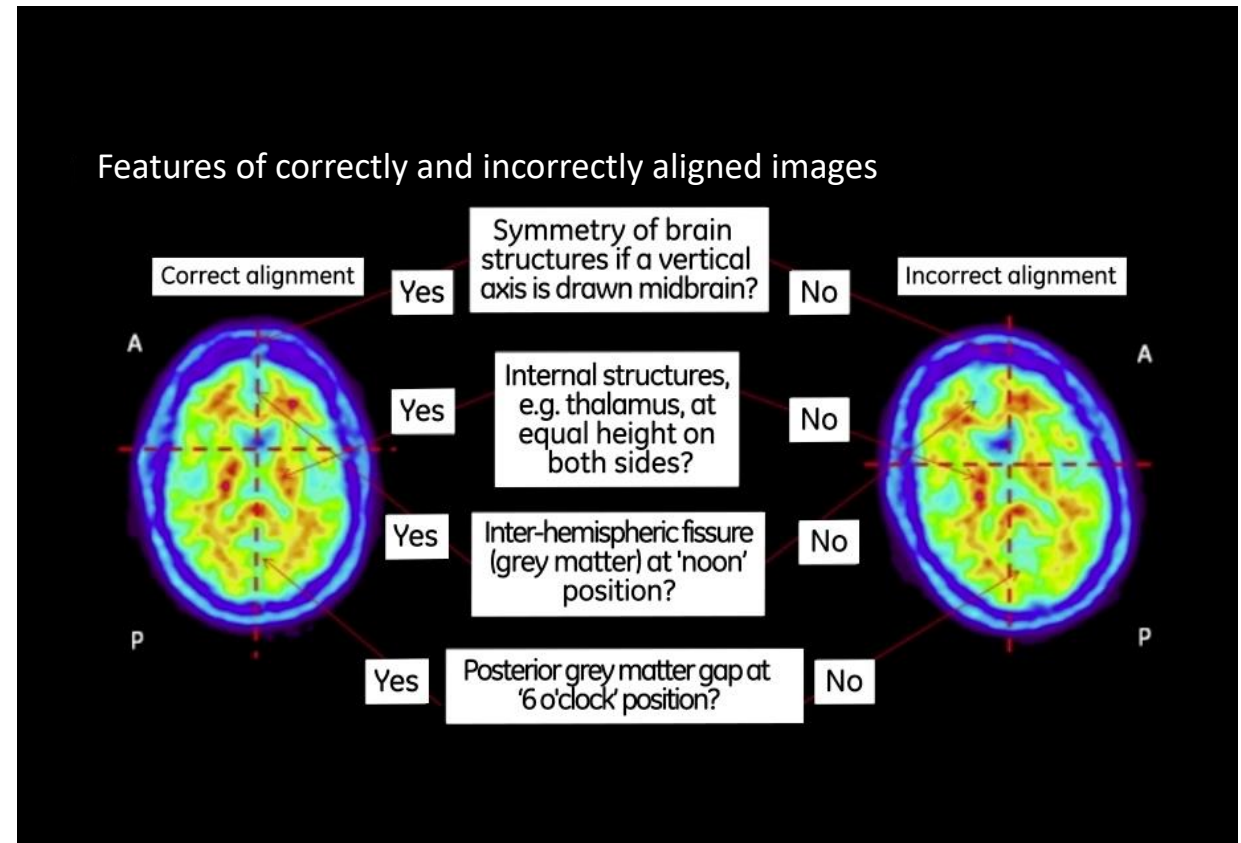 Features of correctly and incorrectly aligned images
Correct alignment
Symmetry of brain
structures if a vertical
axis is drawn midbrain?
Incorrect alignment
Yes
No
A
A
Internal structures,
e.g. thalamus, at
equal height on
both sides?
Yes
No
Inter-hemispheric fissure
(grey matter) at 'noon'
position?
Yes
No
P
P
Posterior grey matter gap at
'6 o'clock' position?
Yes
No